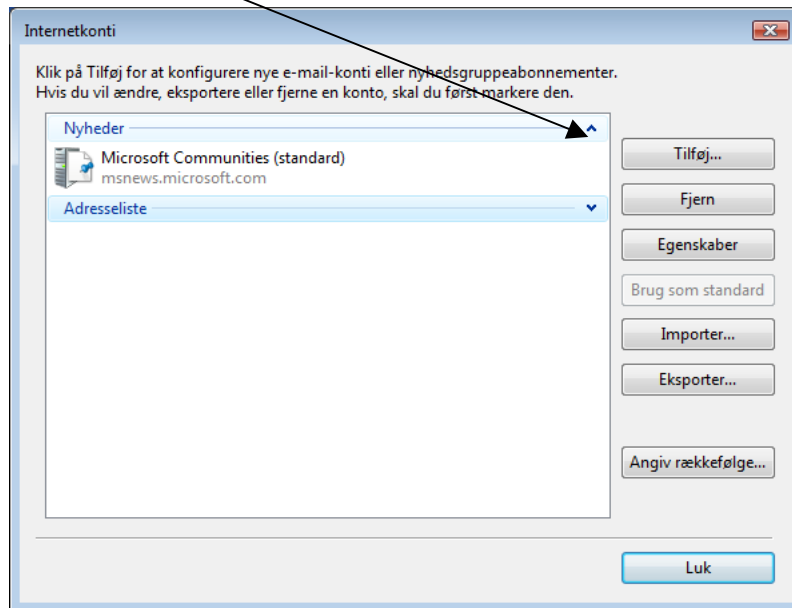 Internetkonti
Klik på Tilføj for at konfigurere nye e-mail-konti eller nyhedsgruppeabonnementer.
Hvis du vil ændre, eksportere eller fjerne en konto, skal du først markere den.
Nyheder
Microsoft Communities (standard)
msnews.microsoft.com
Adresseliste
Tilføj...
Fjern
Egenskaber
Brug som standard
Importer...
Eksporter...
Angiv rækkefølge...
Luk